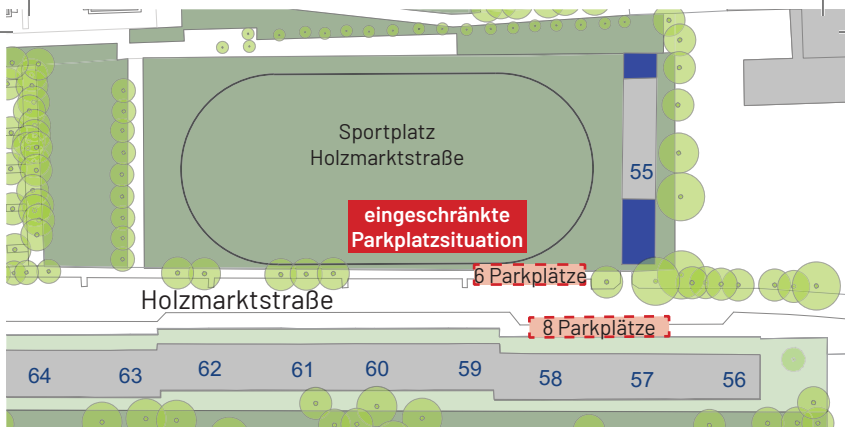 Sportplatz
Holzmarktstraße
55
eingeschränkte
Parkplatzsituation
6 Parkplätze
Holzmarktstraße
8 Parkplätze
64 63 62 61 60 59 58 57 56